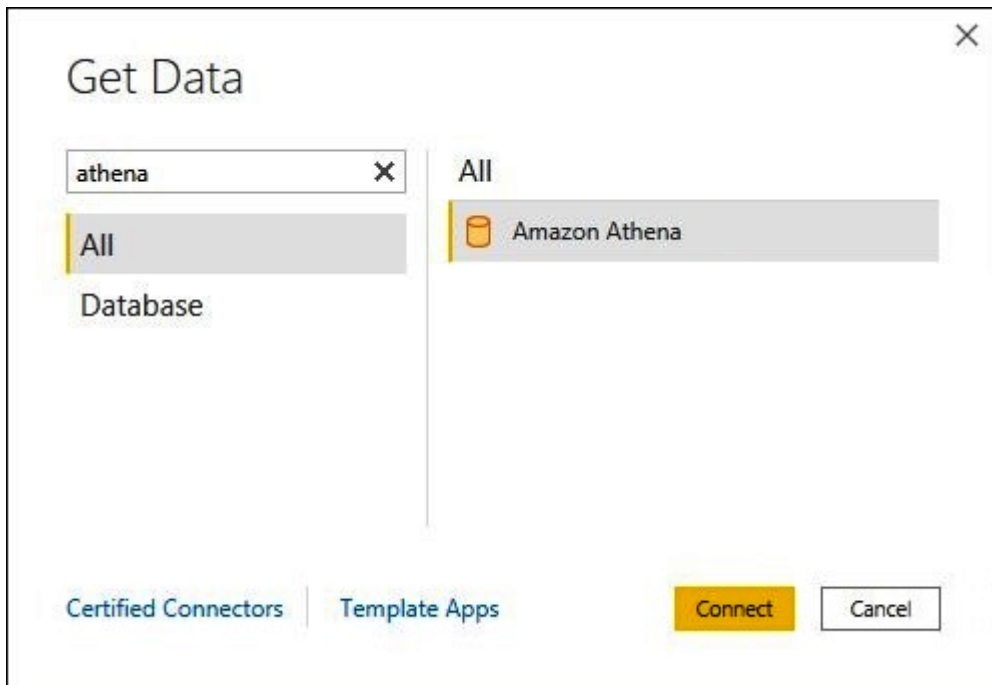 Get Data
athena
All
Database
All
Amazon Athena
Certified Connectors
Template Apps
Connect
Cancel